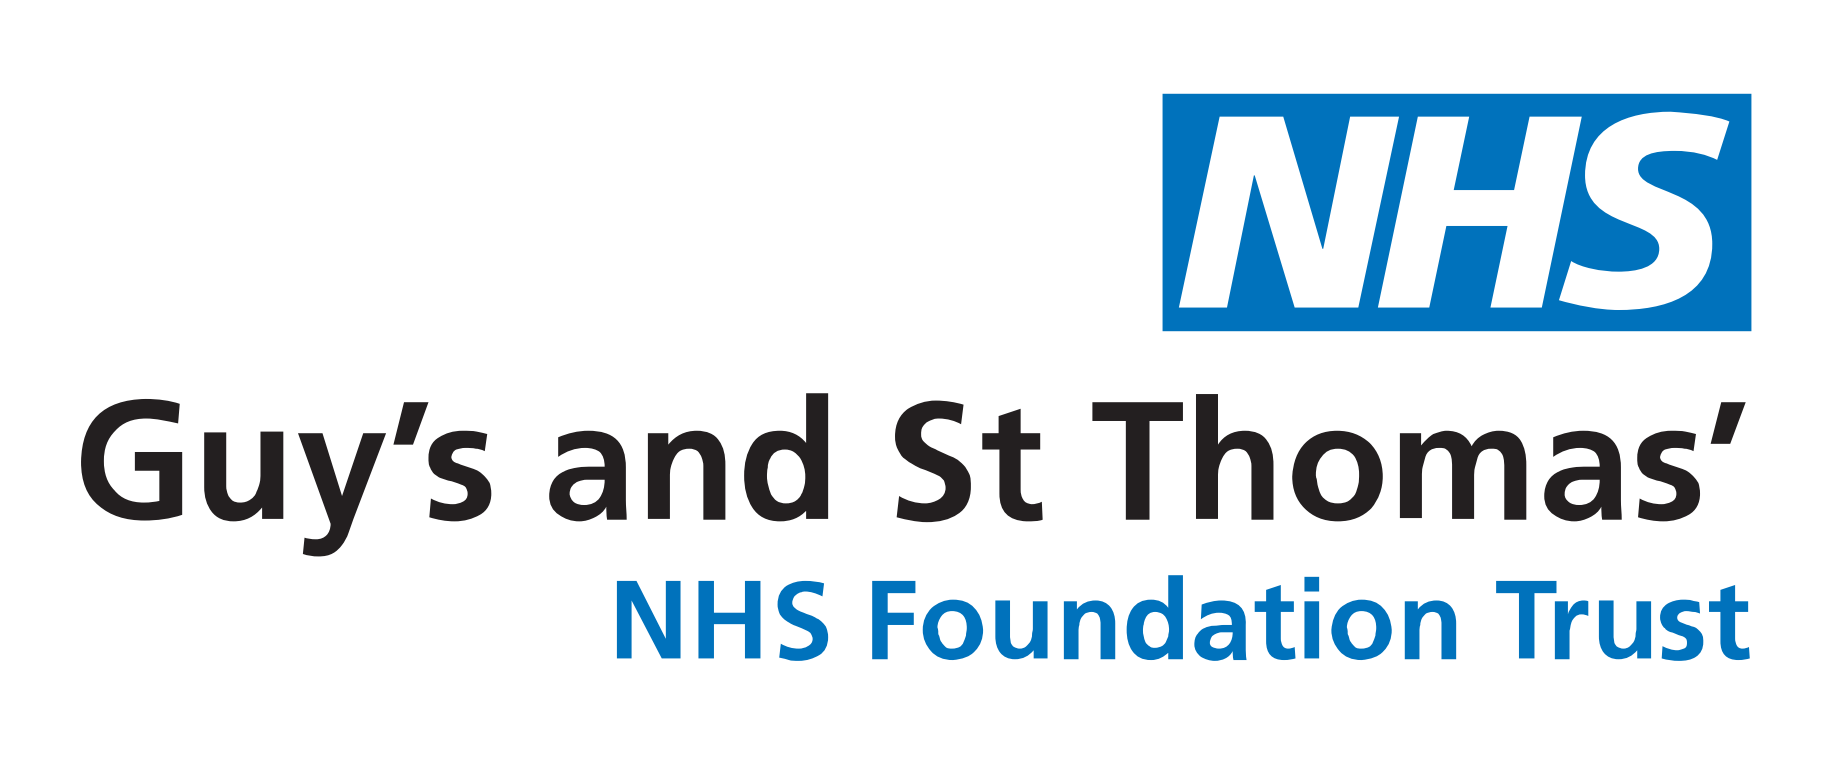 NHS
Guy’s and St Thomas’
NHS Foundation Trust